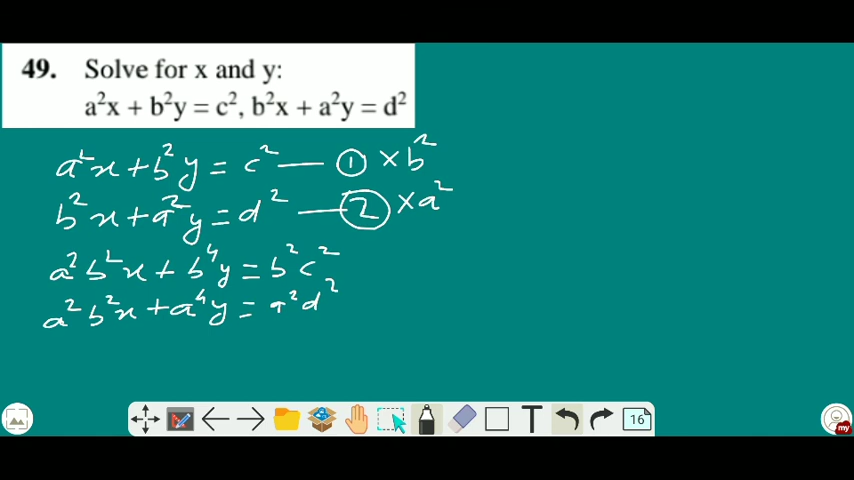 49. Solve for x and y:
a²x + b²y = c², b²x + a²y = d²
a²x + b²y = c² — ① × b²
b²x + a²y = d² — ② × a²
a²b²x + b⁴y = b²c²
a²b²x + a⁴y = a²d²
T
16
my